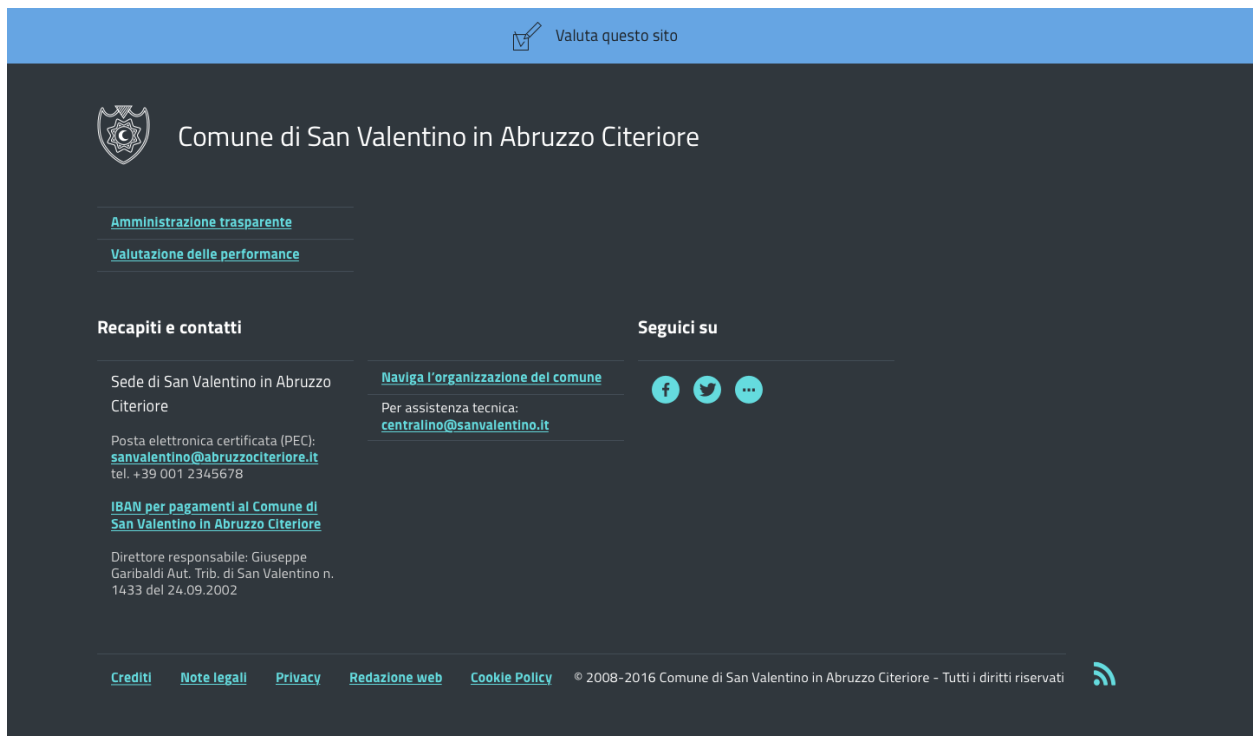 Valuta questo sito
Comune di San Valentino in Abruzzo Citeriore
Amministrazione trasparente
Valutazione delle performance
Recapiti e contatti
Sede di San Valentino in Abruzzo
Citeriore
Posta elettronica certificata (PEC):
sanvalentino@abruzzociteriore.it
tel. +39 001 2345678
IBAN per pagamenti al Comune di
San Valentino in Abruzzo Citeriore
Direttore responsabile: Giuseppe
Garibaldi Aut. Trib. di San Valentino n.
1433 del 24.09.2002
Naviga l'organizzazione del comune
Per assistenza tecnica:
centralino@sanvalentino.it
Seguici su
Crediti Note legali Privacy Redazione web Cookie Policy © 2008-2016 Comune di San Valentino in Abruzzo Citeriore - Tutti i diritti riservati